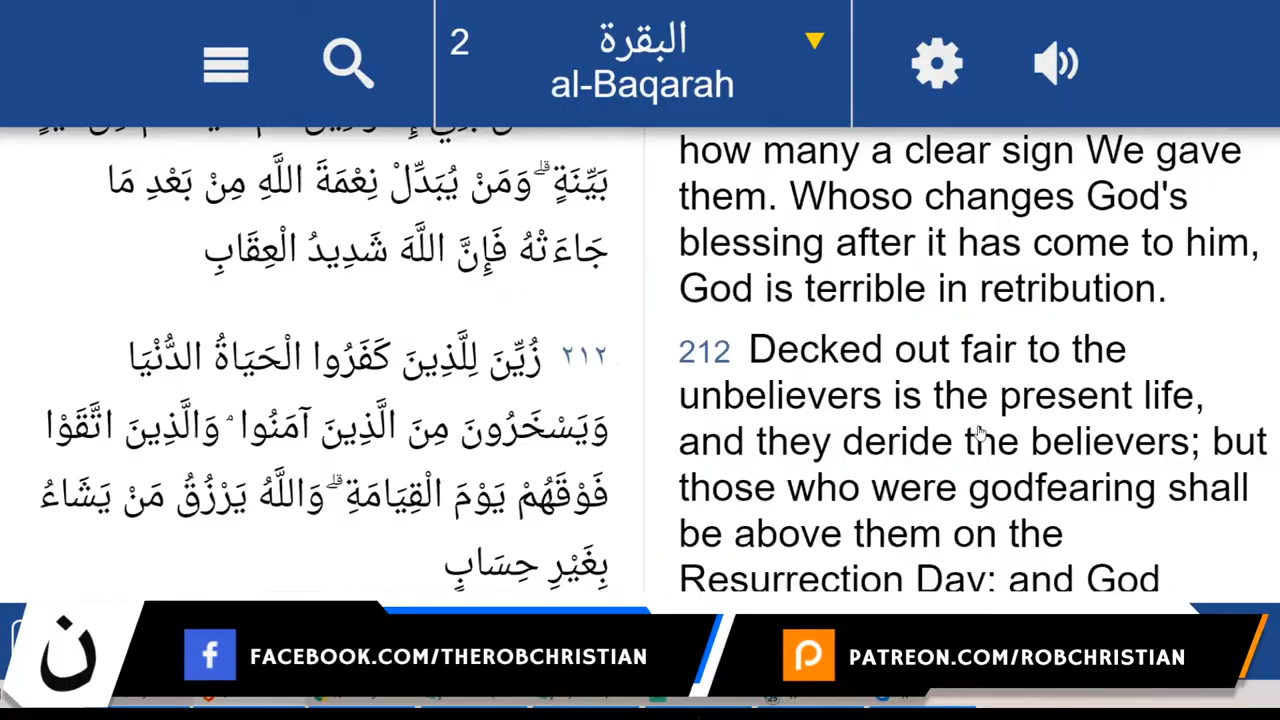 2
البقرة
al-Baqarah
بَيِّنَةٍ ۗ وَمَنْ يُبَدِّلْ نِعْمَةَ اللَّهِ مِنْ بَعْدِ مَا
جَاءَتْهُ فَإِنَّ اللَّهَ شَدِيدُ الْعِقَابِ
٢١٢ زُيِّنَ لِلَّذِينَ كَفَرُوا الْحَيَاةُ الدُّنْيَا
وَيَسْخَرُونَ مِنَ الَّذِينَ آمَنُوا ۘ وَالَّذِينَ اتَّقَوْا
فَوْقَهُمْ يَوْمَ الْقِيَامَةِ ۗ وَاللَّهُ يَرْزُقُ مَنْ يَشَاءُ
بِغَيْرِ حِسَابٍ
how many a clear sign We gave
them. Whoso changes God's
blessing after it has come to him,
God is terrible in retribution.
212 Decked out fair to the
unbelievers is the present life,
and they deride the believers; but
those who were godfearing shall
be above them on the
Resurrection Day; and God
ن
FACEBOOK.COM/THEROBCHRISTIAN
PATREON.COM/ROBCHRISTIAN